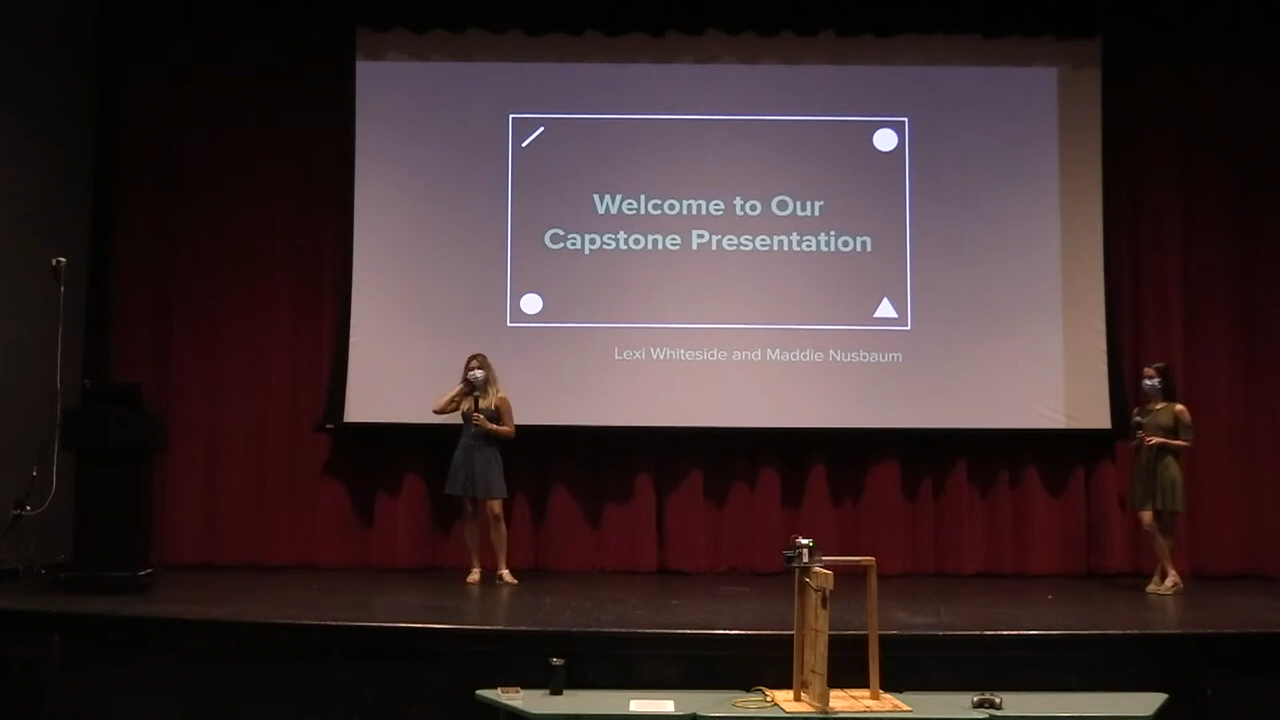 Welcome to Our
Capstone Presentation
Lexi Whiteside and Maddie Nusbaum